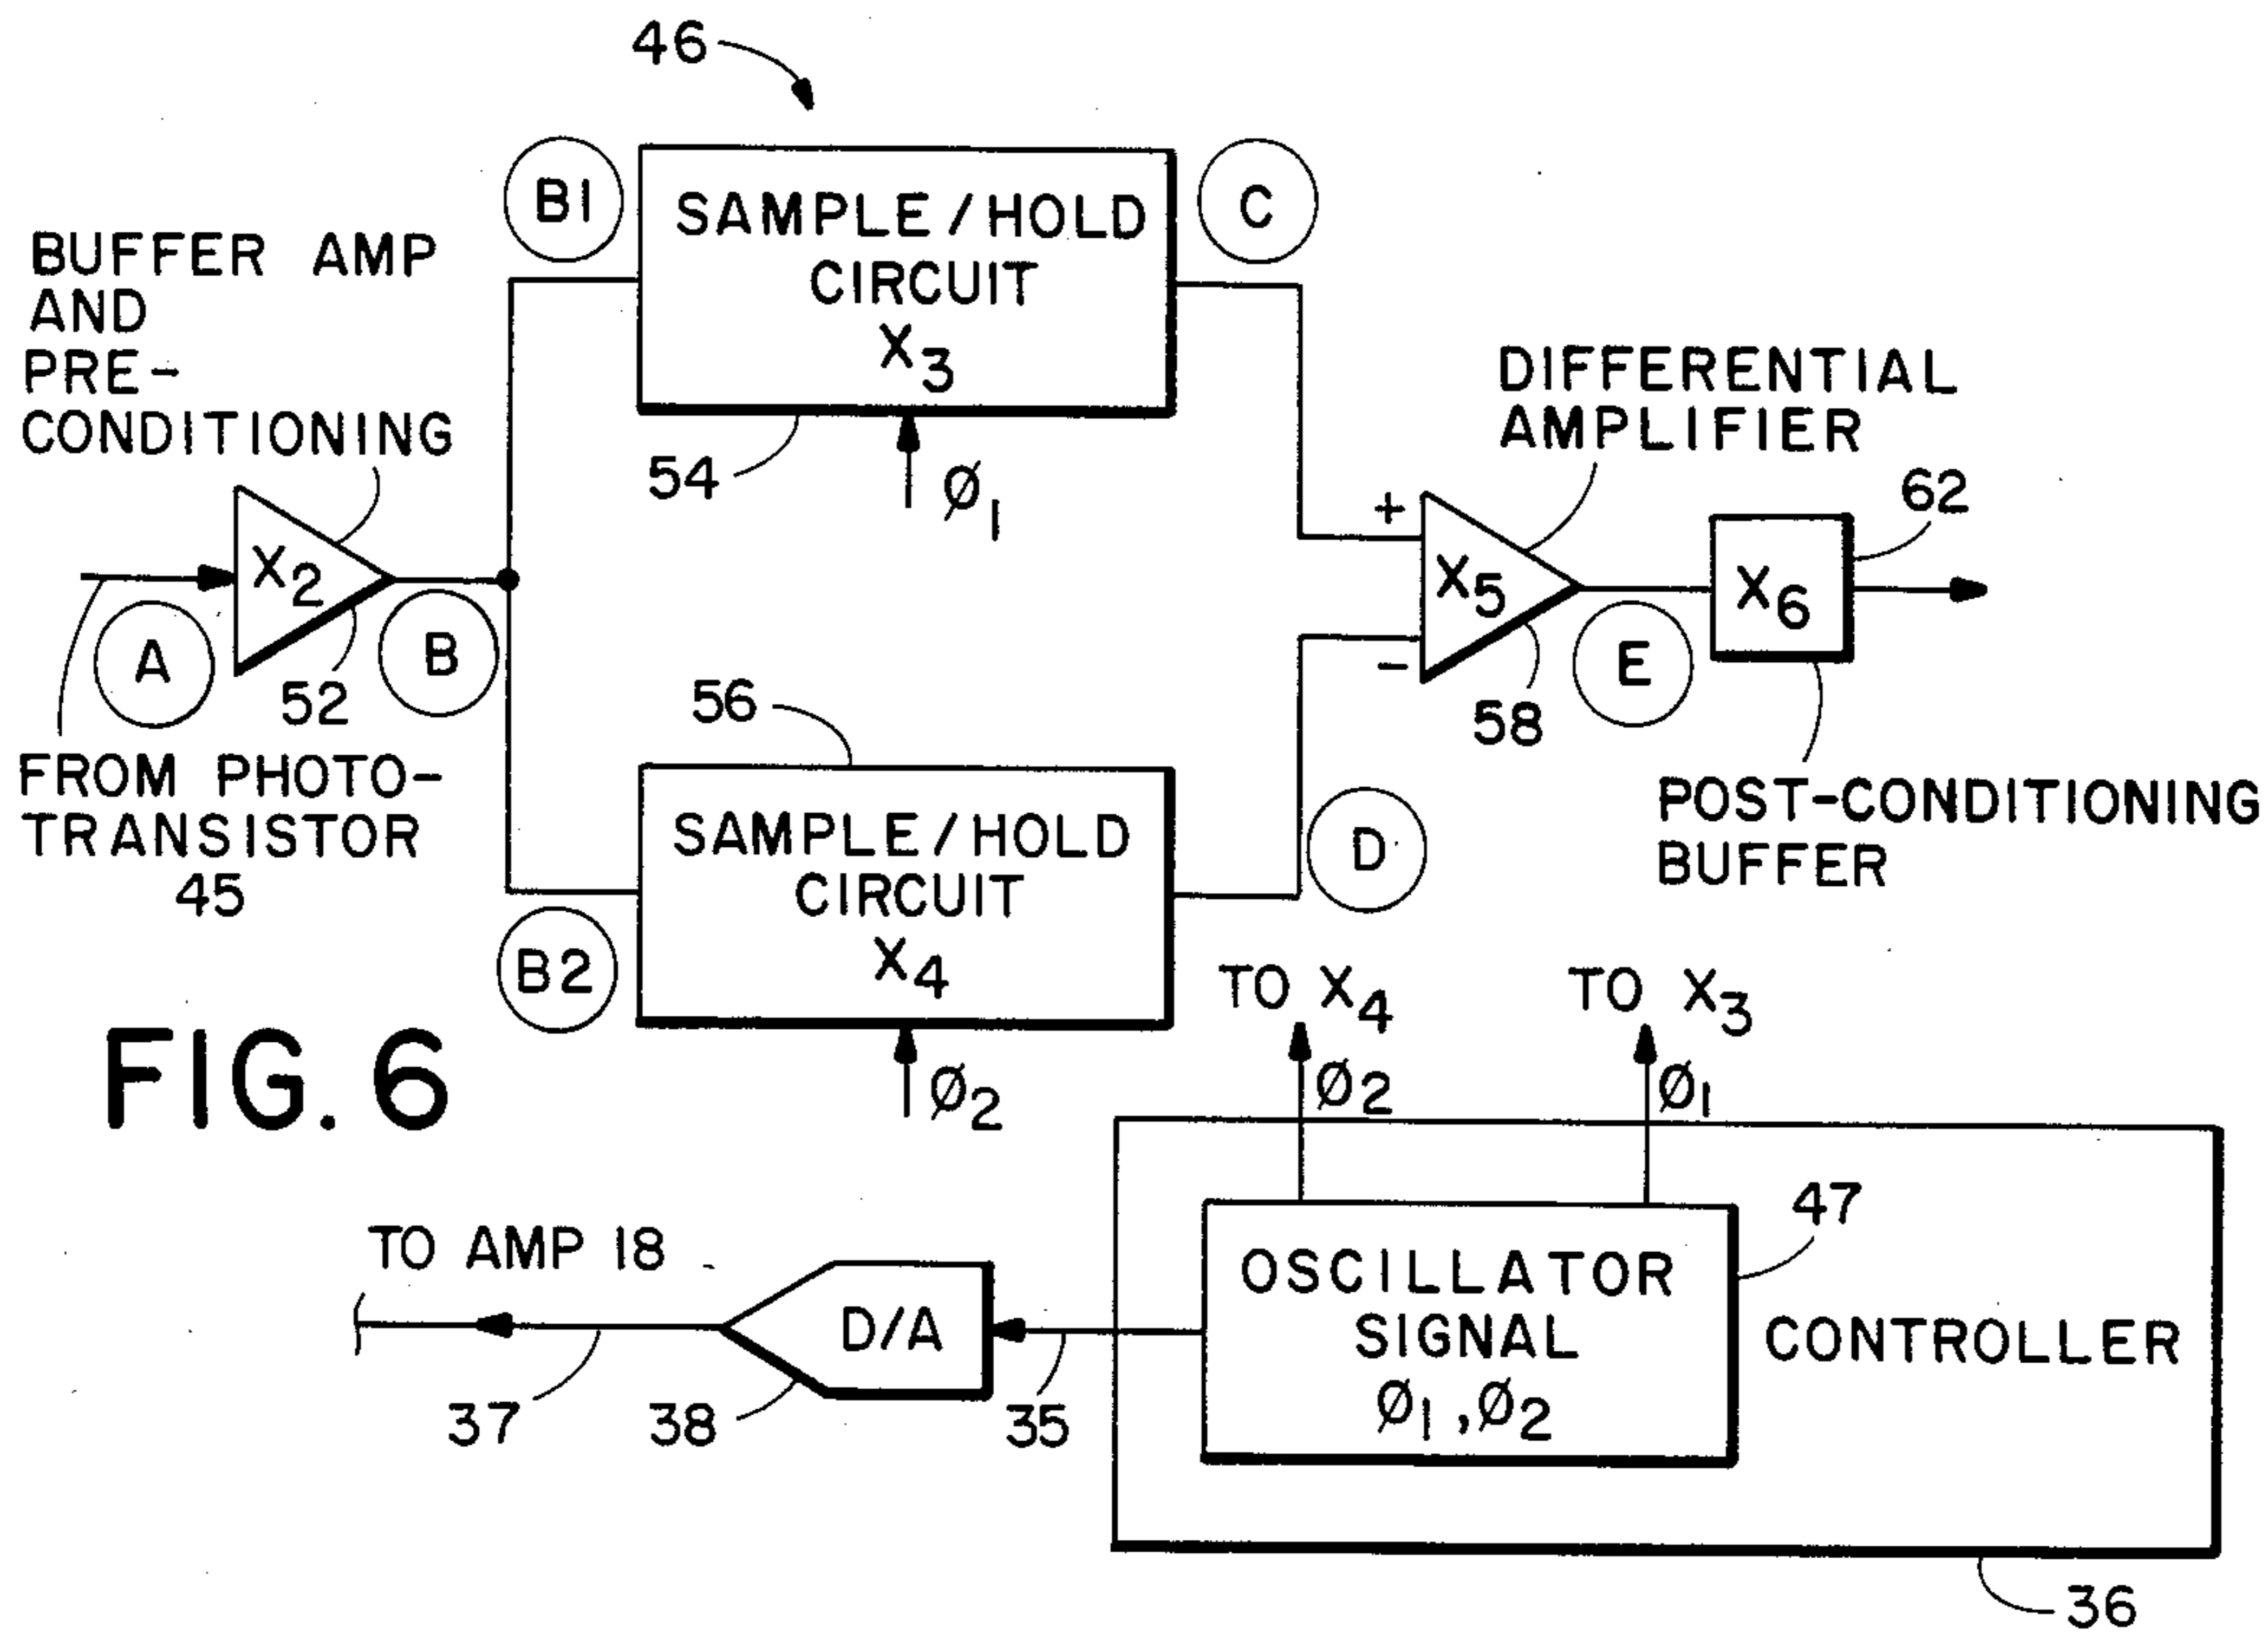 46
B1
SAMPLE/HOLD
CIRCUIT
X3
C
BUFFER AMP
AND
PRE-
CONDITIONING
54
Ø1
DIFFERENTIAL
AMPLIFIER
62
X2
A
B
52
+
-
X5
58
E
X6
FROM PHOTO-
TRANSISTOR
45
56
SAMPLE/HOLD
CIRCUIT
X4
D
POST-CONDITIONING
BUFFER
B2
Ø2
TO X4
TO X3
Ø2
Ø1
FIG. 6
47
TO AMP 18
D/A
OSCILLATOR
SIGNAL
Ø1,Ø2
CONTROLLER
37
38
35
36